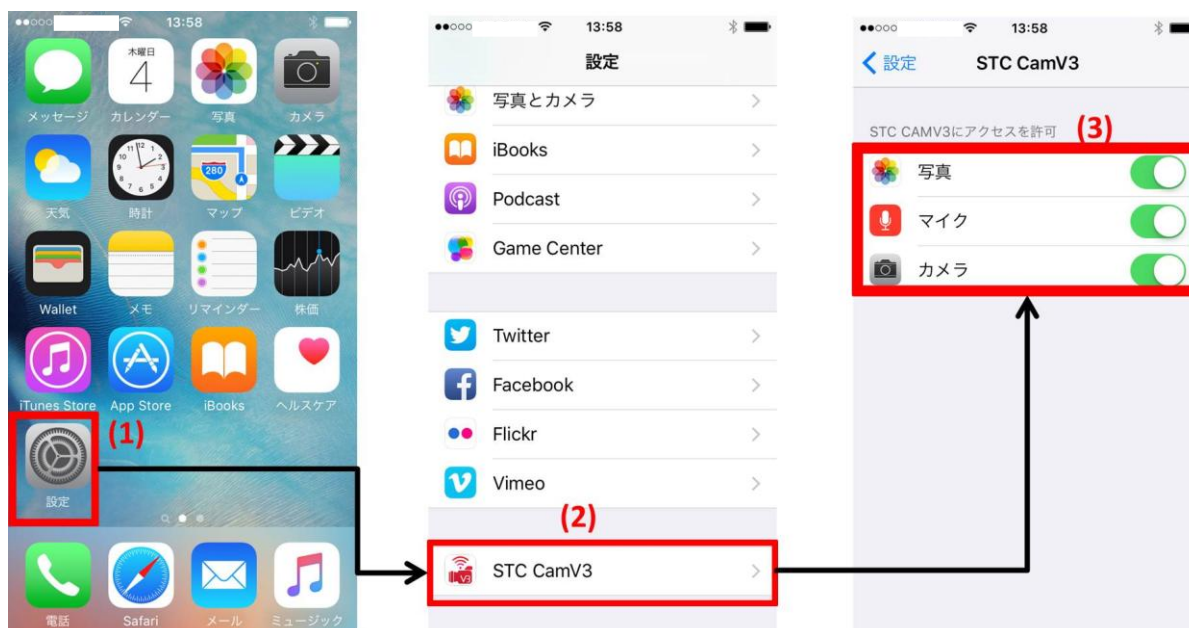 13:58
木曜日
4
メッセージ
カレンダー
写真
カメラ
280
天気
時計
マップ
ビデオ
Wallet
メモ
リマインダー
株価
iTunes Store
App Store
iBooks
ヘルスケア
(1)
設定
電話
Safari
メール
ミュージック
13:58
設定
写真とカメラ
iBooks
Podcast
Game Center
Twitter
Facebook
Flickr
Vimeo
(2)
V3
STC CamV3
13:58
設定
STC CamV3
STC CAMV3にアクセスを許可
(3)
写真
マイク
カメラ